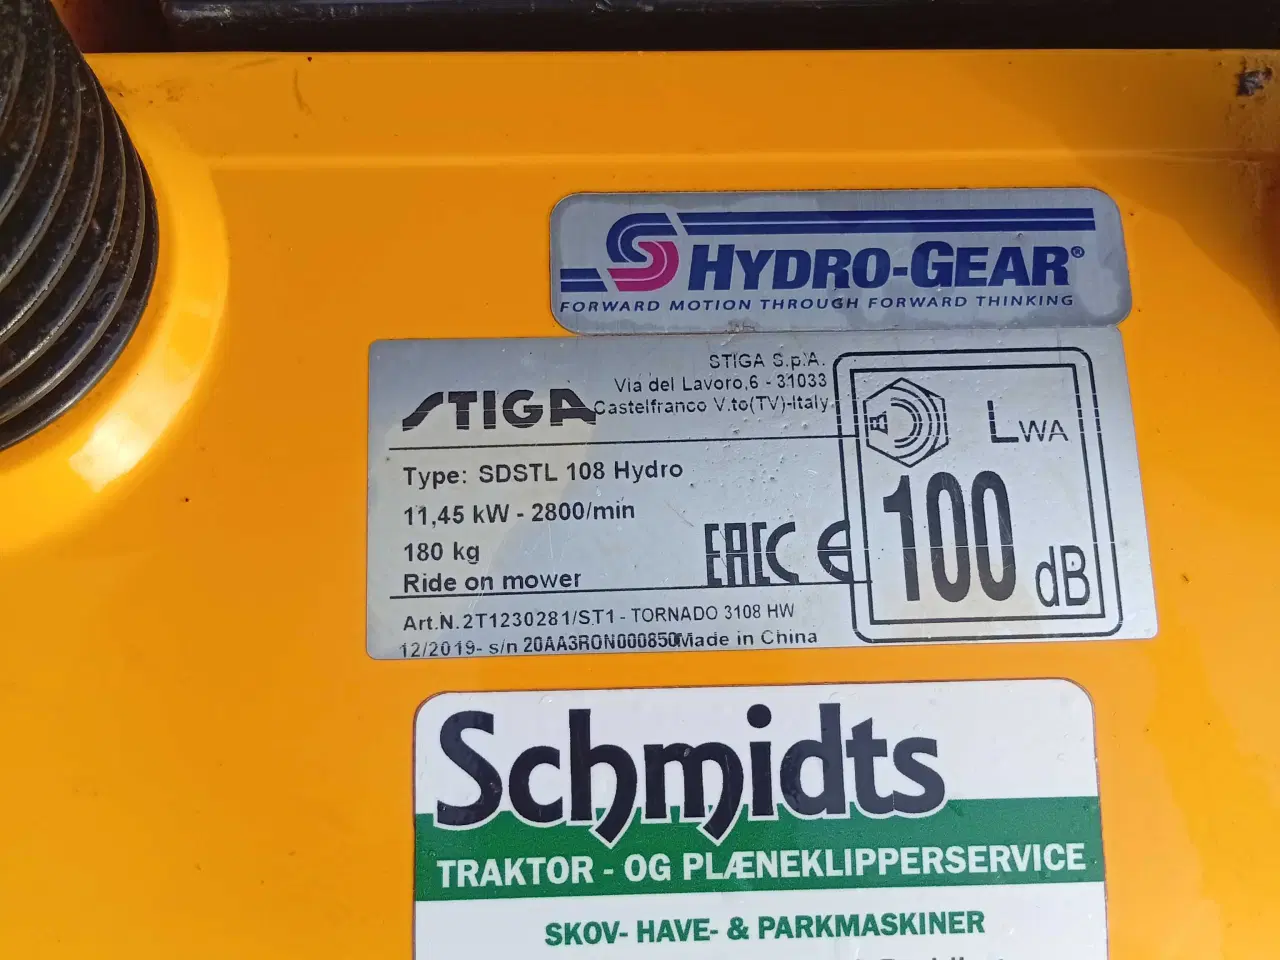 HYDRO-GEAR®
FORWARD MOTION THROUGH FORWARD THINKING
STIGA
STIGA S.p.A.
Via del Lavoro,6 - 31033
Castelfranco V.to(TV)-Italy
Type: SDSTL 108 Hydro
11,45 kW - 2800/min
180 kg
Ride on mower
EAC CE
LWA
100 dB
Art.N.2T1230281/ST1 - TORNADO 3108 HW
12/2019- s/n 20AA3RON000850Made in China
Schmidts
TRAKTOR - OG PLÆNEKLIPPERSERVICE
SKOV- HAVE- & PARKMASKINER